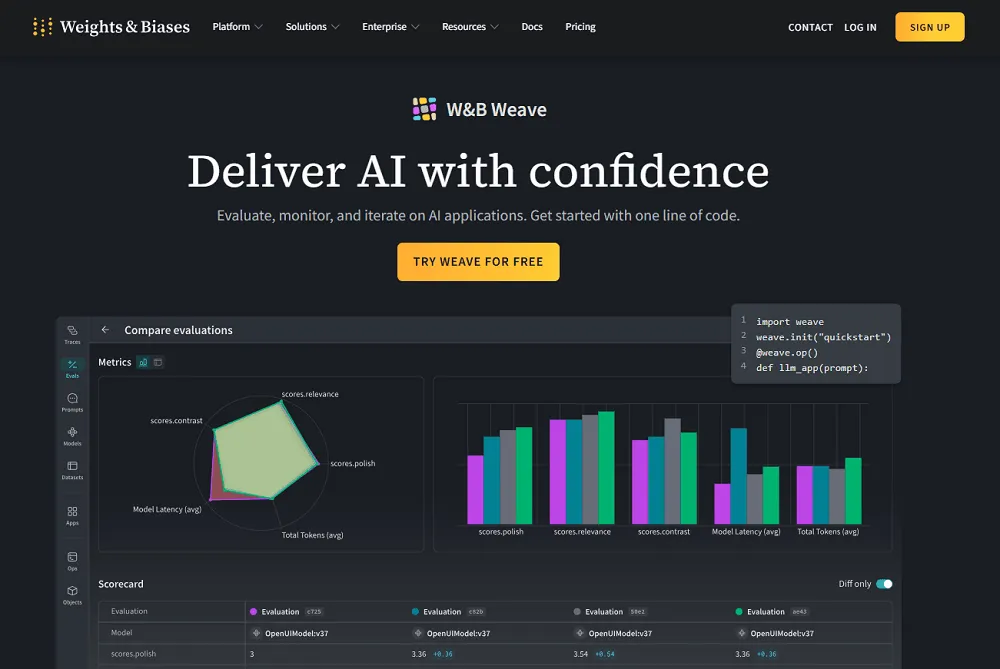 Weights & Biases Platform Solutions Enterprise Resources Docs Pricing CONTACT LOG IN SIGN UP
W&B Weave
Deliver AI with confidence
Evaluate, monitor, and iterate on AI applications. Get started with one line of code.
TRY WEAVE FOR FREE
Traces
Evals
Prompts
Models
Datasets
Apps
Ops
Objects
Compare evaluations
1 import weave
2 weave.init("quickstart")
3 @weave.op()
4 def llm_app(prompt):
Metrics
scores.relevance
scores.contrast
scores.polish
Model Latency (avg)
Total Tokens (avg)
scores.polish scores.relevance scores.contrast Model Latency (avg) Total Tokens (avg)
Scorecard Diff only
Evaluation Evaluation c725 Evaluation Evaluation Evaluation
Model OpenUIModel:v37 OpenUIModel:v37 OpenUIModel:v37 OpenUIModel:v37
scores.polish 3 3.36 +0.36 3.54 +0.54 3.36 +0.36